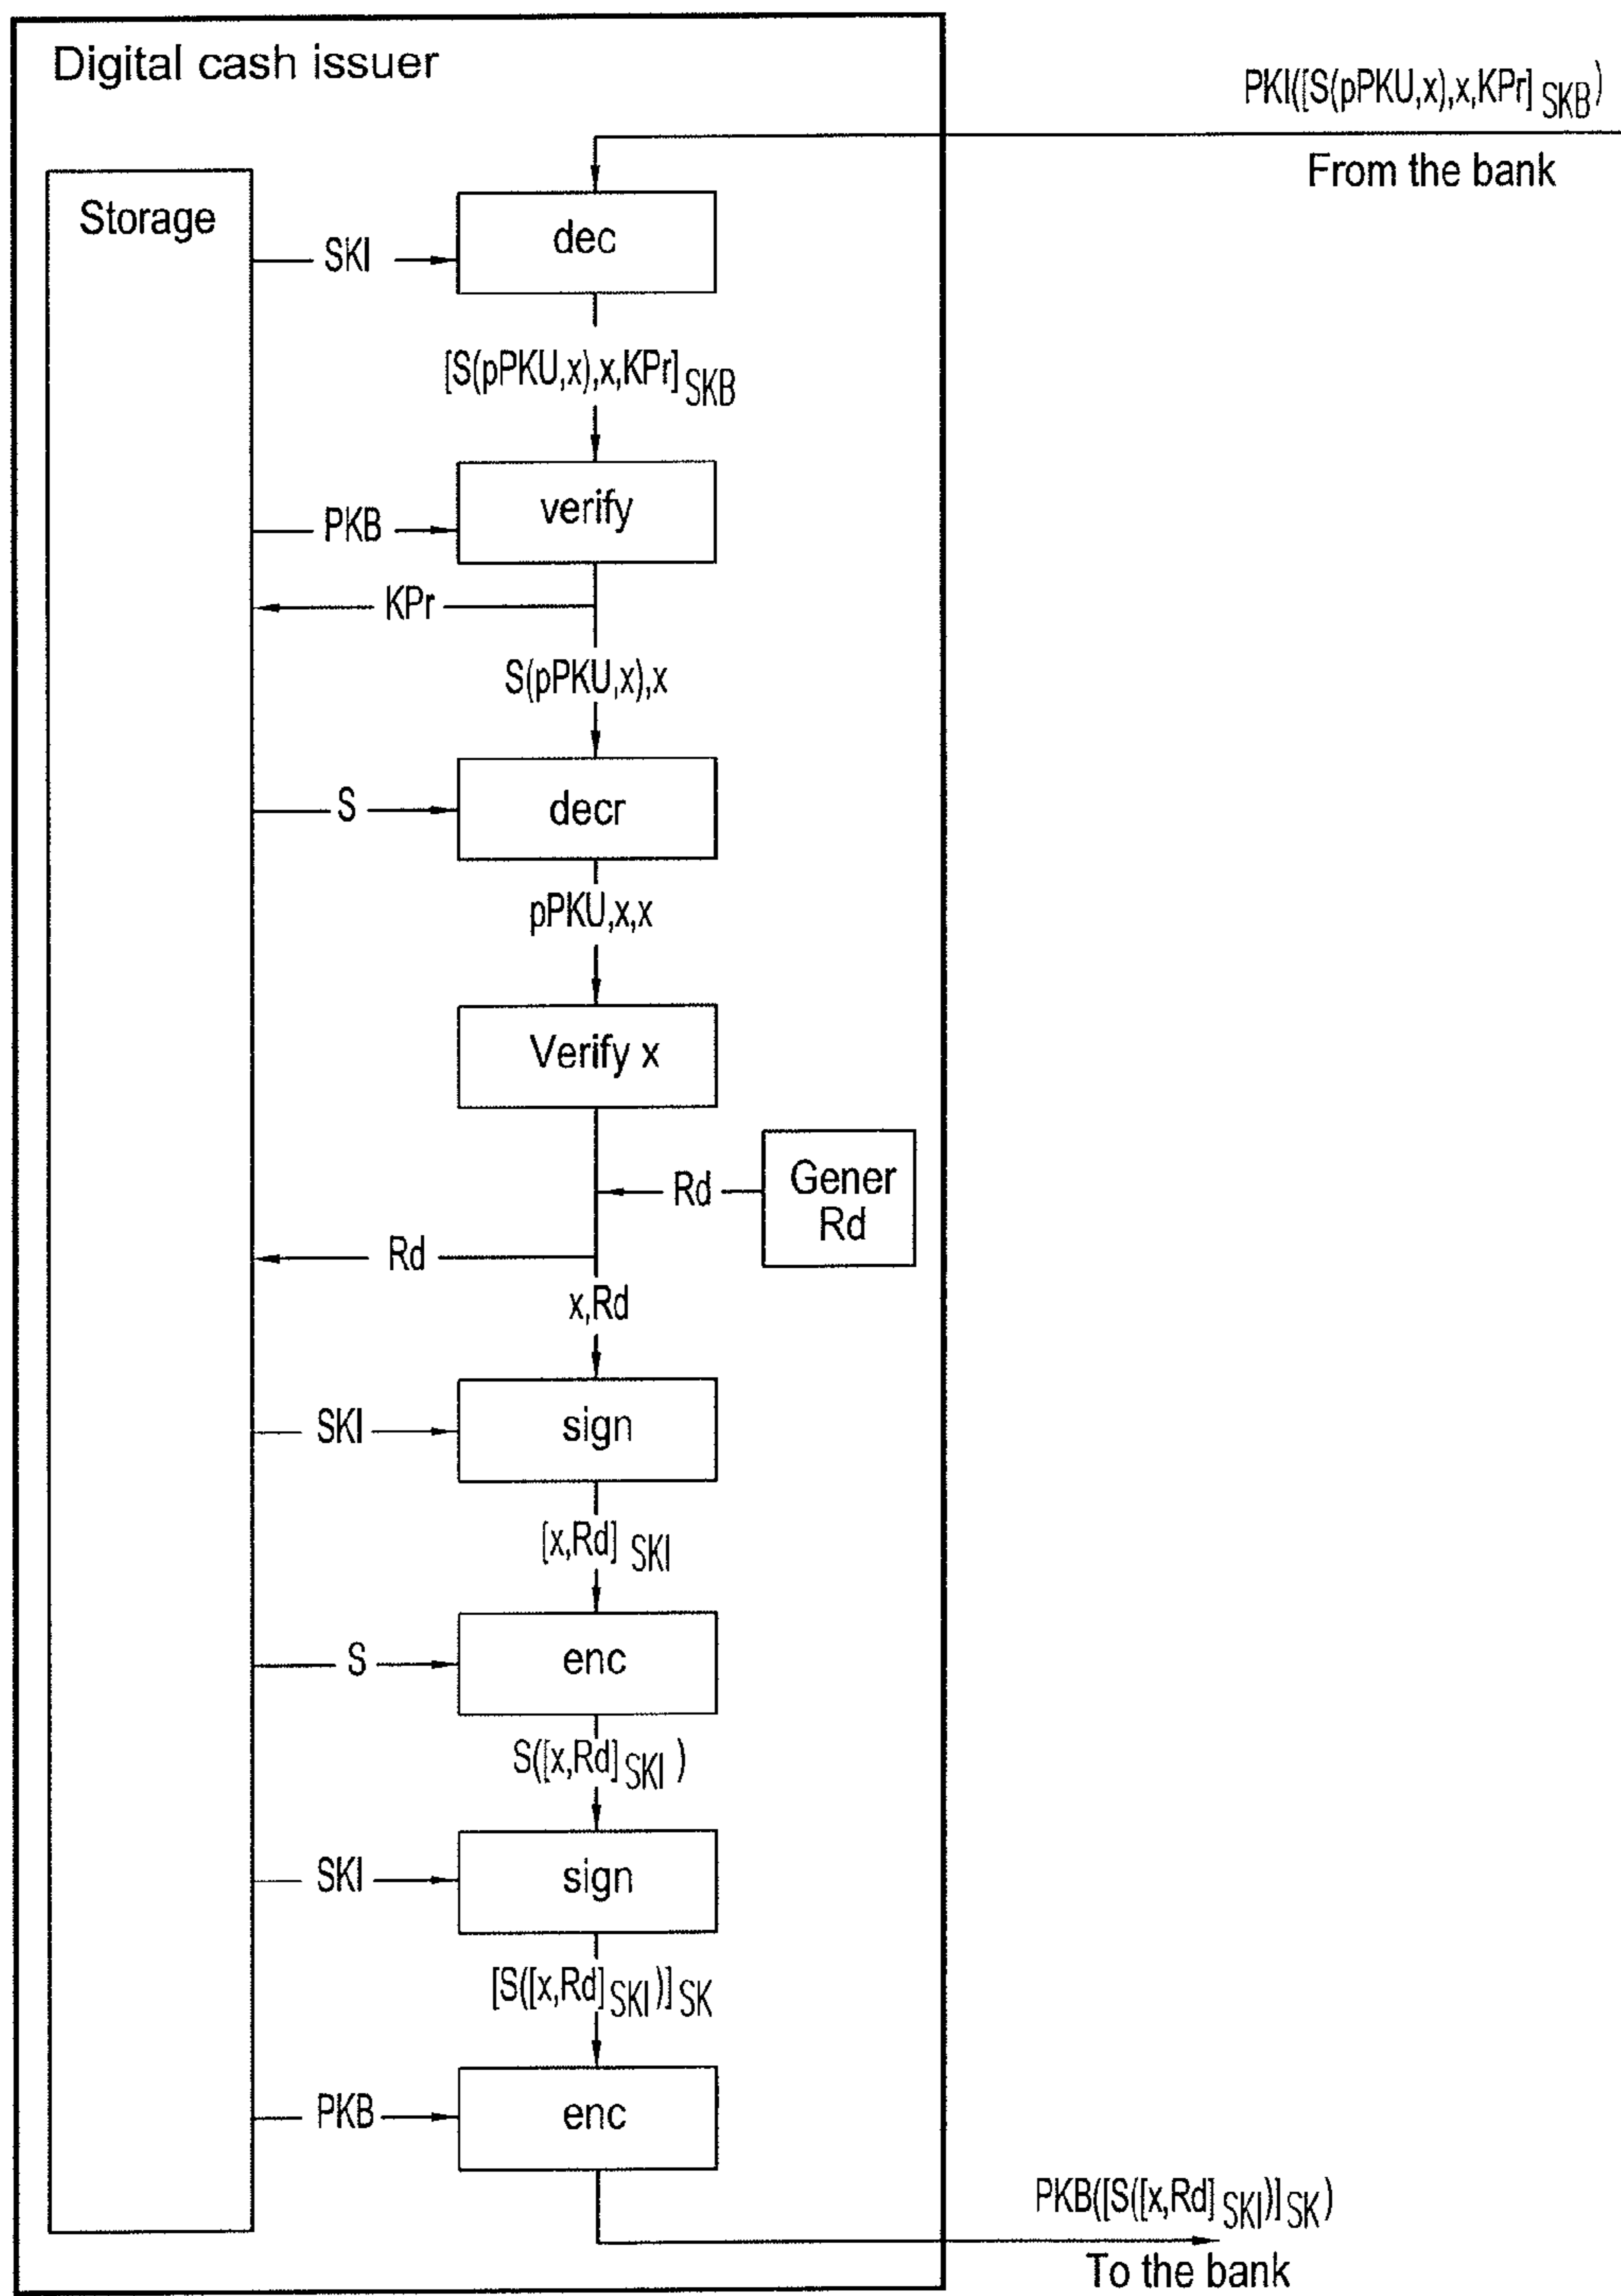 Digital cash issuer
PKI([S(pPKU,x),x,KPr] SKB)
From the bank
Storage
SKI
dec
[S(pPKU,x),x,KPr] SKB
PKB
verify
KPr
S(pPKU,x),x
S
decr
pPKU,x,x
Verify x
Rd
Gener
Rd
Rd
x,Rd
SKI
sign
[x,Rd] SKI
S
enc
S([x,Rd] SKI )
SKI
sign
[S([x,Rd] SKI )] SK
PKB
enc
PKB([S([x,Rd] SKI )] SK )
To the bank